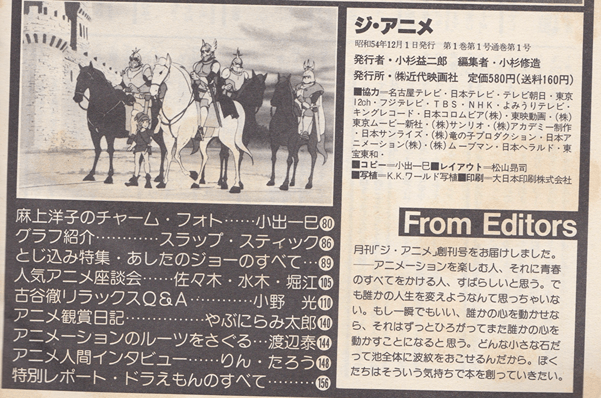 麻上洋子のチャーム・フォト……小出一巳80
グラフ紹介………スラップ・スティック86
とじ込み特集・あしたのジョーのすべて…89
人気アニメ座談会……佐々木・水木・堀江105
古谷徹リラックスQ&A………小野 光110
アニメ観賞日記………やぶにらみ太郎140
アニメーションのルーツをさぐる…渡辺泰144
アニメ人間インタビュー……りん・たろう148
特別レポート・ドラえもんのすべて………156
ジ・アニメ
昭和54年12月1日発行 第1巻第1号通巻第1号
発行者・小杉益二郎 編集者・小杉修造
発行所・㈱近代映画社 定価580円(送料160円)
■協力=名古屋テレビ・日本テレビ・テレビ朝日・東京
12ch・フジテレビ・TBS・NHK・よみうりテレビ・
キングレコード・日本コロムビア(株)・東映動画・(株)
東京ムービー新社・(株)サンリオ・(株)アカデミー制作
・日本サンライズ・(株)竜の子プロダクション・日本ア
ニメーション(株)・ムーブマン・日本ヘラルド・東
宝東和・
■コピー=小出一巳■レイアウト=松山昌司
■写植=K.K.ワールド写植■印刷=大日本印刷株式会社
From Editors
月刊「ジ・アニメ」創刊号をお届けしました。
――アニメーションを楽しむ人、それに青春
のすべてをかける人、すばらしいと思う。で
も誰かの人生を変えようなんて思っちゃいな
い。もし一瞬でもいい、誰かの心を動かせな
ら、それはずっとひろがってまた誰かの心を
動かすことになると思う。どんな小さな石だ
って池全体に波紋をおこせるんだから。ぼく
たちはそういう気持ちで本を創っていきたい。